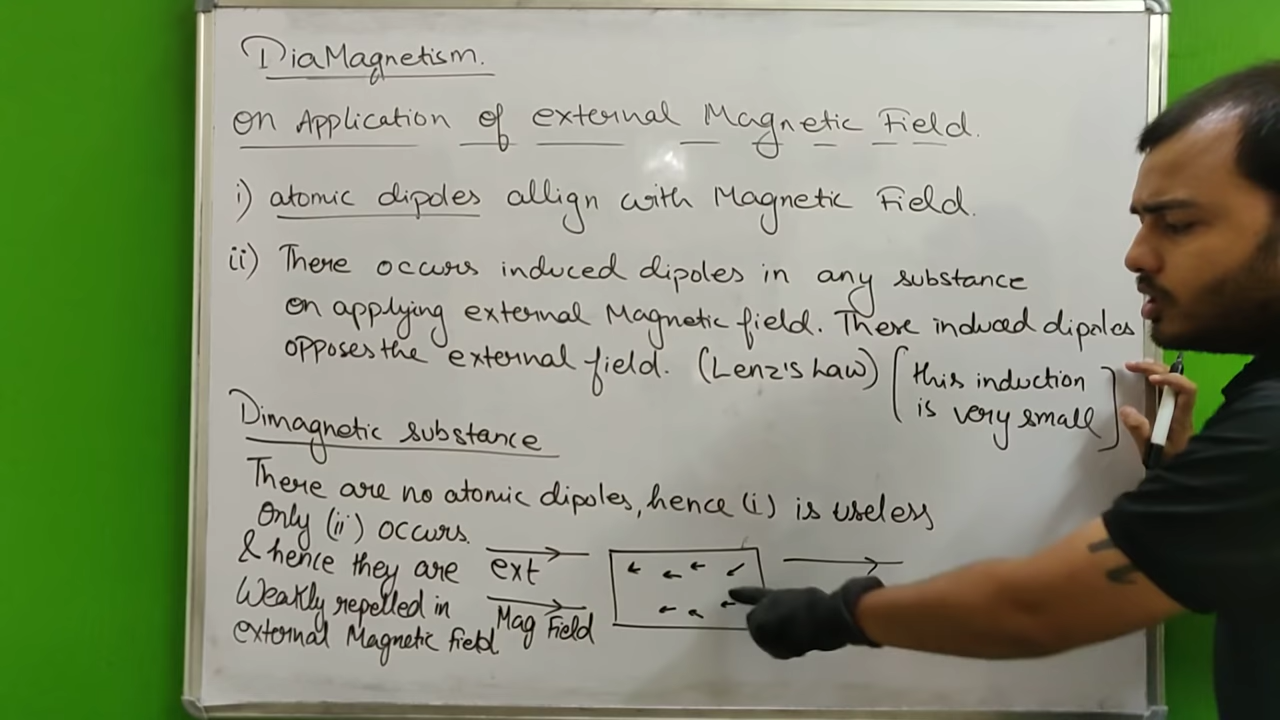 DiaMagnetism.
on Application of external Magnetic Field.
i) atomic dipoles allign with Magnetic Field.
ii) There occurs induced dipoles in any substance
on applying external Magnetic field. These induced dipoles
opposes the external field. (Lenz's Law) [this induction
is very small]
Dimagnetic substance
There are no atomic dipoles, hence (i) is useless
Only (ii) occurs.
& hence they are
Weakly repelled in
external Magnetic field
ext
Mag Field